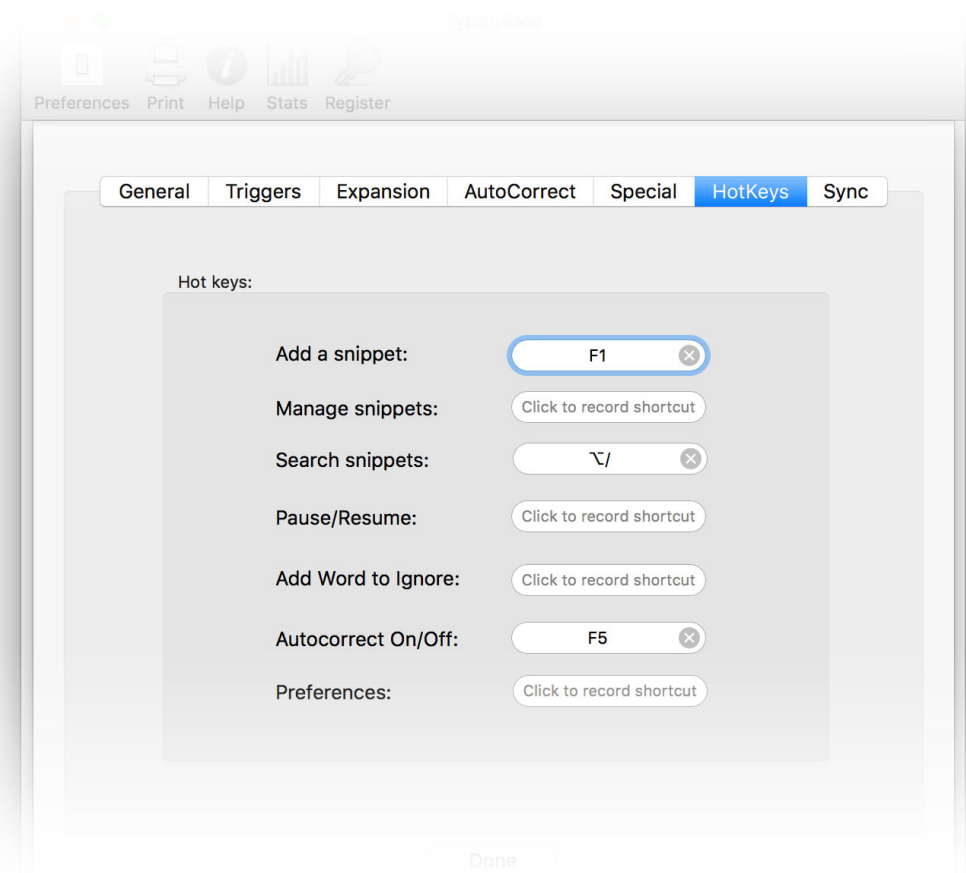 Typeit4Me
Preferences Print Help Stats Register
General Triggers Expansion AutoCorrect Special HotKeys Sync
Hot keys:
Add a snippet: F1
Manage snippets: Click to record shortcut
Search snippets: ⌥/
Pause/Resume: Click to record shortcut
Add Word to Ignore: Click to record shortcut
Autocorrect On/Off: F5
Preferences: Click to record shortcut
Done